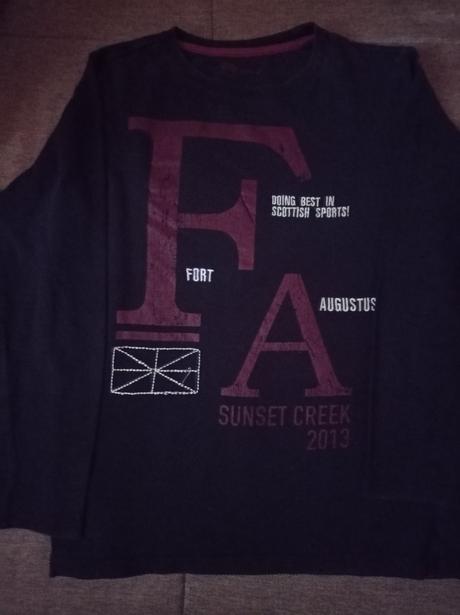 F
DOING BEST IN
SCOTTISH SPORTS!
FORT
A
AUGUSTUS
SUNSET CREEK
2013